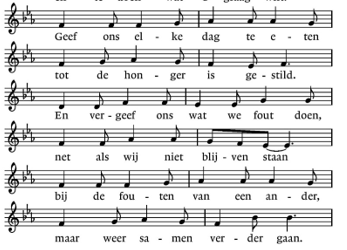 Geef ons el - ke dag te e - ten
tot de hon - ger is ge - stild.
En ver - geef ons wat we fout doen,
net als wij niet blij - ven staan
bij de fou - ten van een an - der,
maar weer sa - men ver - der gaan.